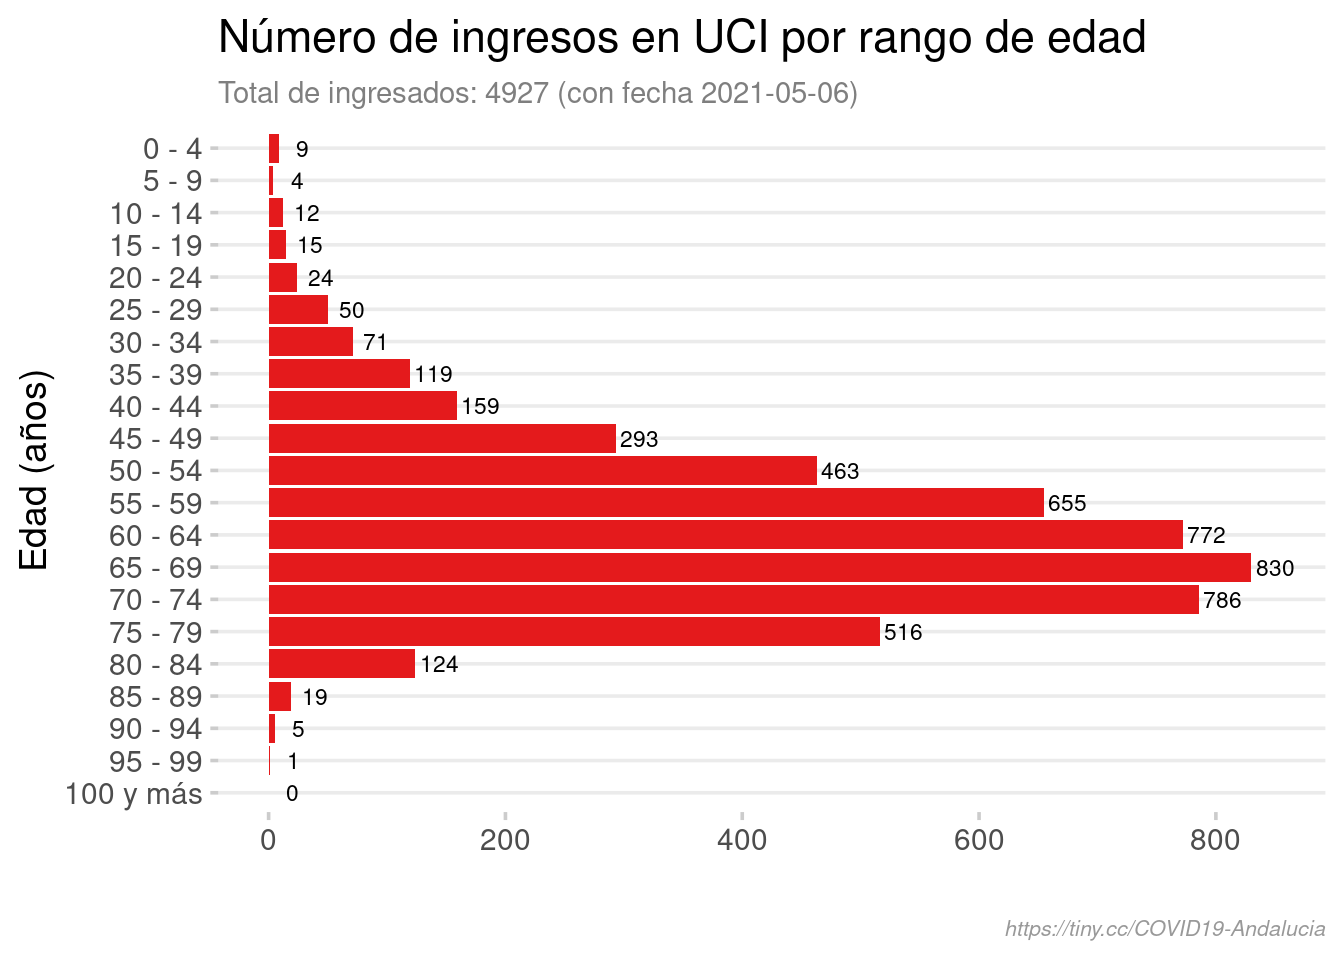 Número de ingresos en UCI por rango de edad
Total de ingresados: 4927 (con fecha 2021-05-06)
Edad (años)
0 - 4 9
5 - 9 4
10 - 14 12
15 - 19 15
20 - 24 24
25 - 29 50
30 - 34 71
35 - 39 119
40 - 44 159
45 - 49 293
50 - 54 463
55 - 59 655
60 - 64 772
65 - 69 830
70 - 74 786
75 - 79 516
80 - 84 124
85 - 89 19
90 - 94 5
95 - 99 1
100 y más 0
0 200 400 600 800
https://tiny.cc/COVID19-Andalucia